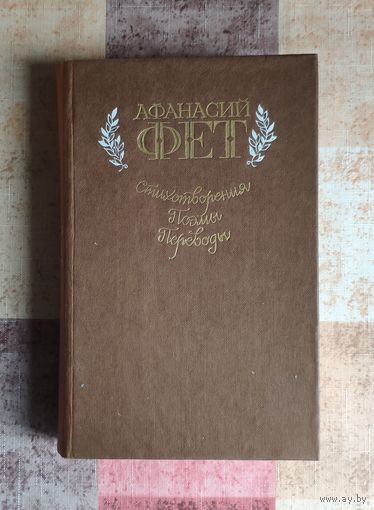 АФАНАСИЙ
ФЕТ
Стихотворения
Поэмы
Переводы
www.ay.by